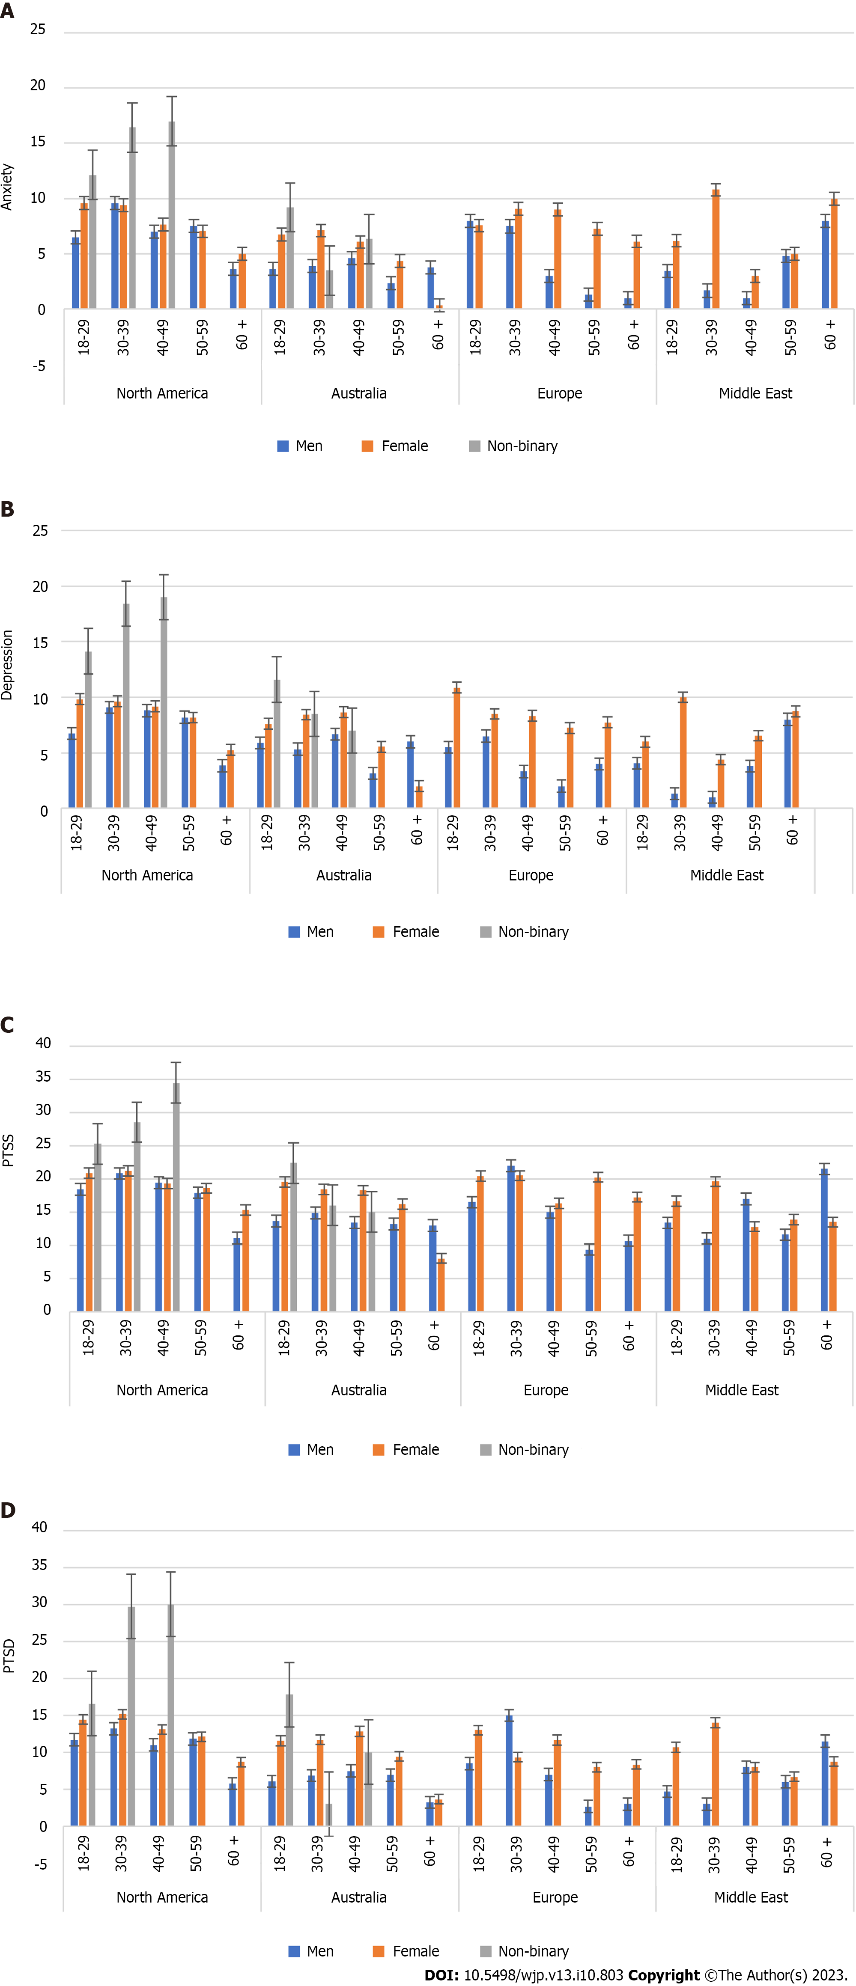 A
25
20
15
10
5
0
-5
Anxiety
18-29 30-39 40-49 50-59 60 + 18-29 30-39 40-49 50-59 60 + 18-29 30-39 40-49 50-59 60 + 18-29 30-39 40-49 50-59 60 +
North America Australia Europe Middle East
Men Female Non-binary
B
25
20
15
10
5
0
Depression
18-29 30-39 40-49 50-59 60 + 18-29 30-39 40-49 50-59 60 + 18-29 30-39 40-49 50-59 60 + 18-29 30-39 40-49 50-59 60 +
North America Australia Europe Middle East
Men Female Non-binary
C
40
35
30
25
20
15
10
5
0
PTSS
18-29 30-39 40-49 50-59 60 + 18-29 30-39 40-49 50-59 60 + 18-29 30-39 40-49 50-59 60 + 18-29 30-39 40-49 50-59 60 +
North America Australia Europe Middle East
Men Female Non-binary
D
40
35
30
25
20
15
10
5
0
-5
PTSD
18-29 30-39 40-49 50-59 60 + 18-29 30-39 40-49 50-59 60 + 18-29 30-39 40-49 50-59 60 + 18-29 30-39 40-49 50-59 60 +
North America Australia Europe Middle East
Men Female Non-binary
DOI: 10.5498/wjp.v13.i10.803 Copyright ©The Author(s) 2023.